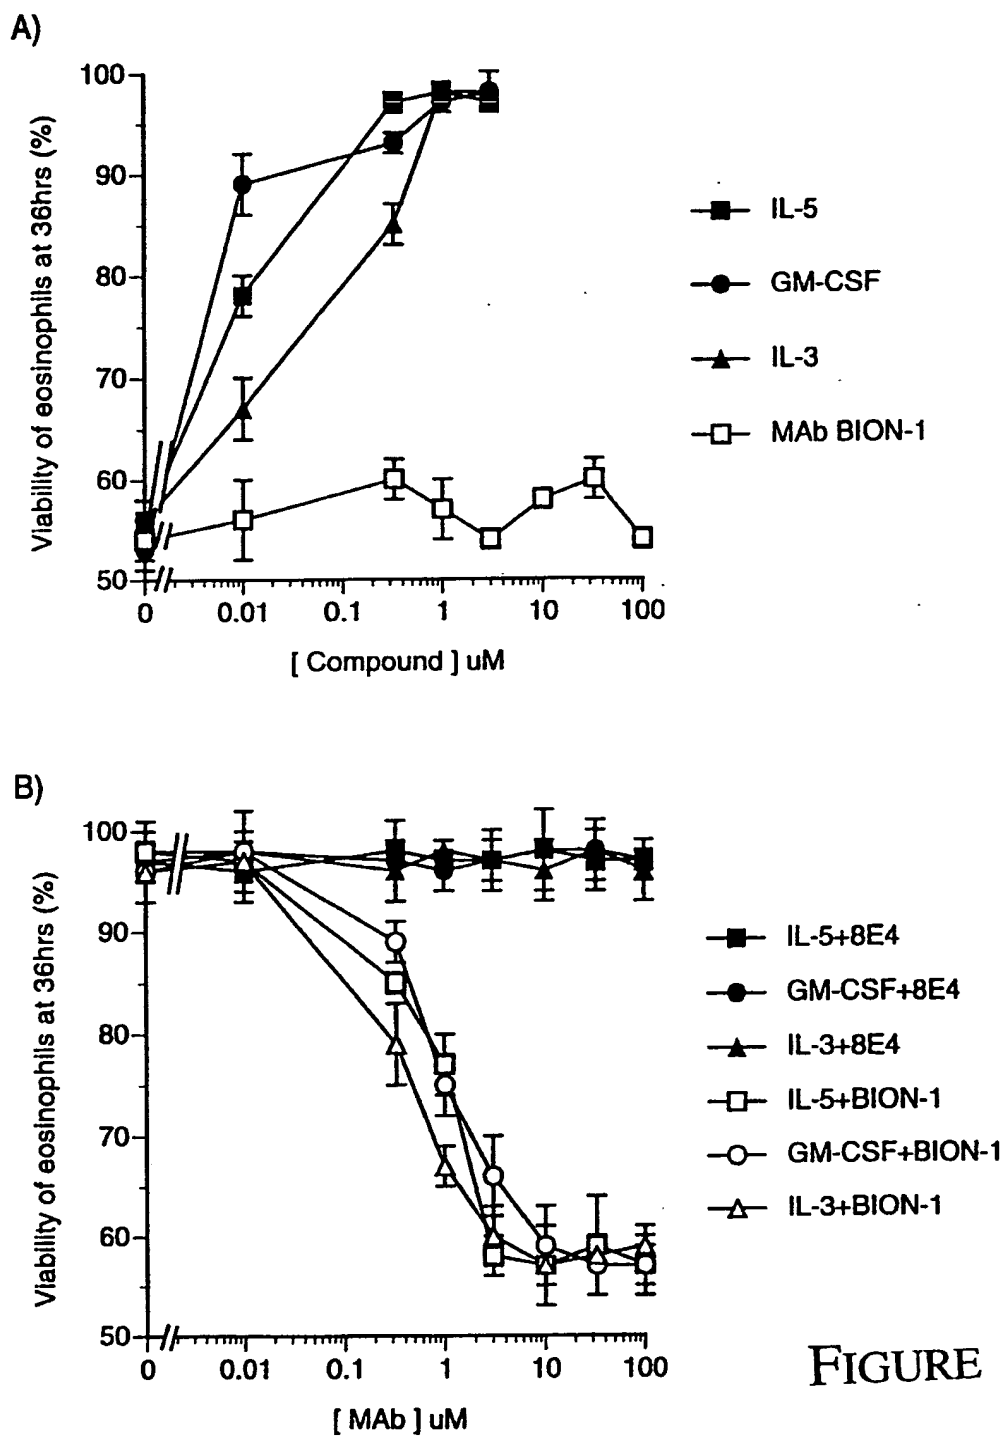 A)
Viability of eosinophils at 36hrs (%)
100
90
80
70
60
50
0 0.01 0.1 1 10 100
[ Compound ] uM
IL-5
GM-CSF
IL-3
MAb BION-1
B)
Viability of eosinophils at 36hrs (%)
100
90
80
70
60
50
0 0.01 0.1 1 10 100
[ MAb ] uM
IL-5+8E4
GM-CSF+8E4
IL-3+8E4
IL-5+BION-1
GM-CSF+BION-1
IL-3+BION-1
FIGURE